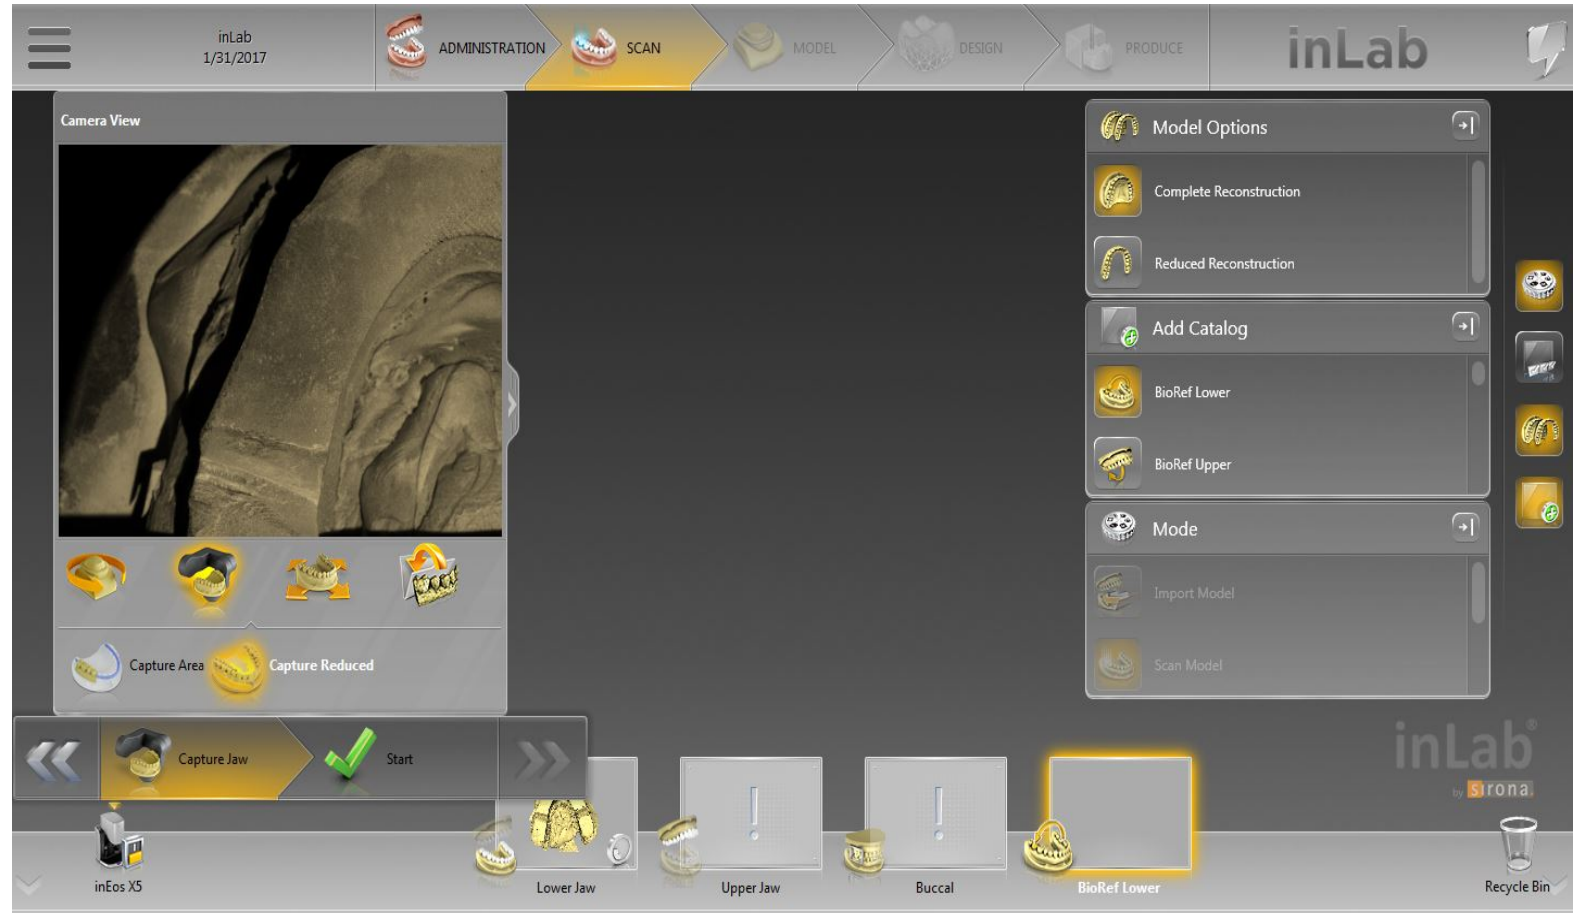 inLab
1/31/2017
ADMINISTRATION
SCAN
MODEL
DESIGN
PRODUCE
inLab
Camera View
Model Options
Complete Reconstruction
Reduced Reconstruction
Add Catalog
BioRef Lower
BioRef Upper
Mode
Import Model
Scan Model
Capture Area
Capture Reduced
Capture Jaw
Start
inLab®
by sirona.
inEos X5
Lower Jaw
Upper Jaw
Buccal
BioRef Lower
Recycle Bin